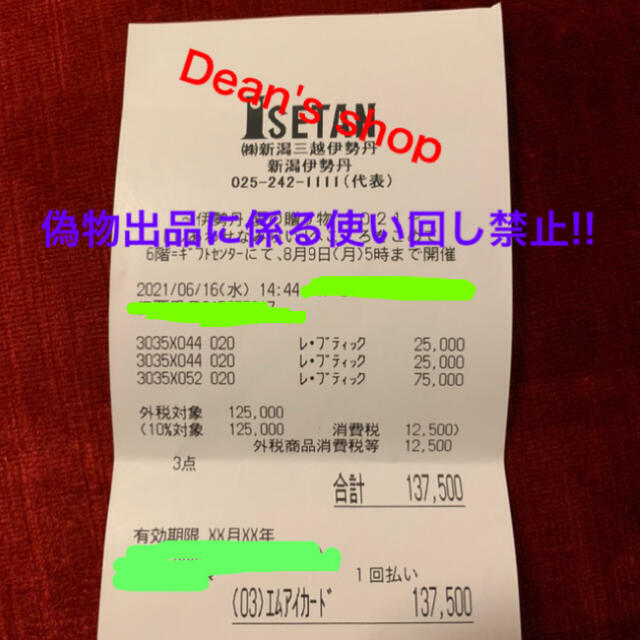 Dean's shop
ISETAN
㈱新潟三越伊勢丹
新潟伊勢丹
025-242-1111(代表)
偽物出品に係る使い回し禁止!!
6階=ギフトセンターにて、8月9日(月)5時まで開催
2021/06/16(水) 14:44
3035X044 020 レ・ブティック 25,000
3035X044 020 レ・ブティック 25,000
3035X052 020 レ・ブティック 75,000
外税対象 125,000
(10%対象 125,000 消費税 12,500)
外税商品消費税等 12,500
3点
合計 137,500
有効期限 XX月XX年
1回払い
(03)エムアイカード 137,500